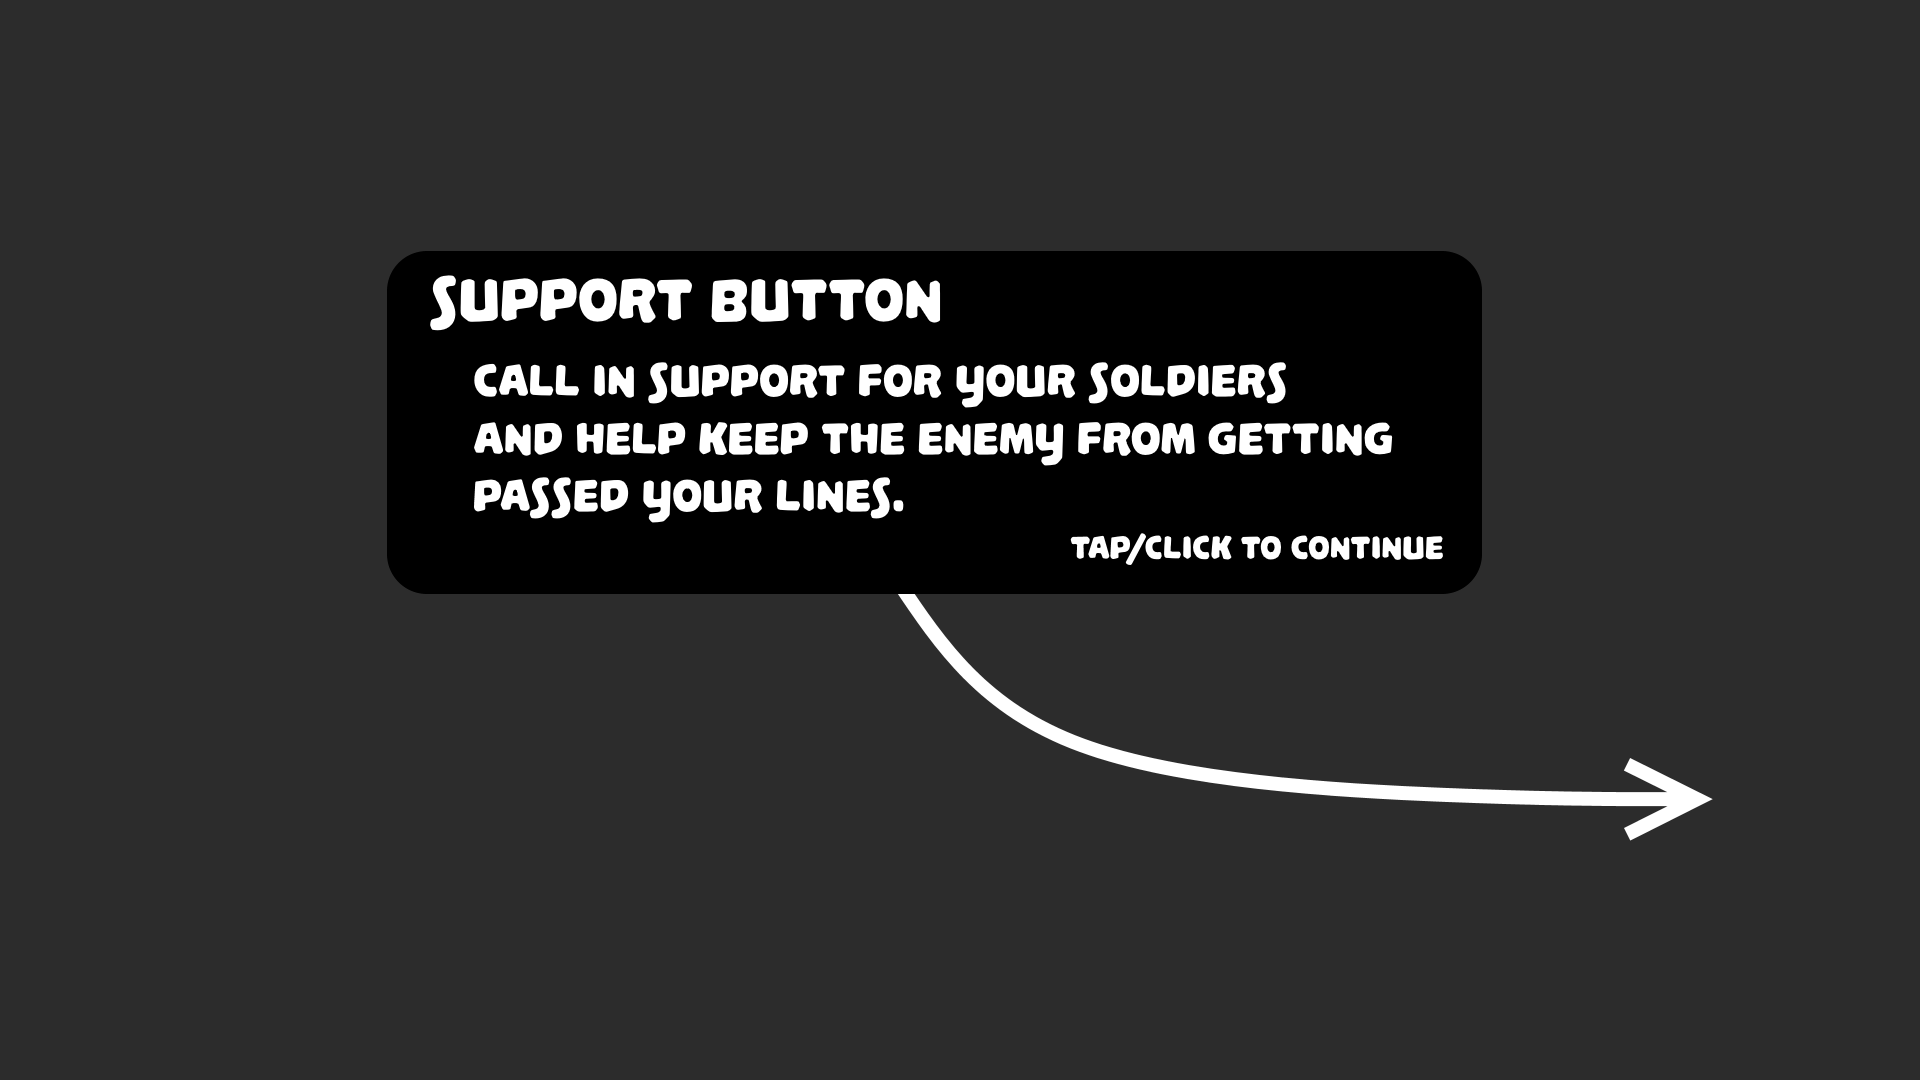 Support Button
Call in support for your soldiers
and help keep the enemy from getting
passed your lines.
Tap/Click to continue